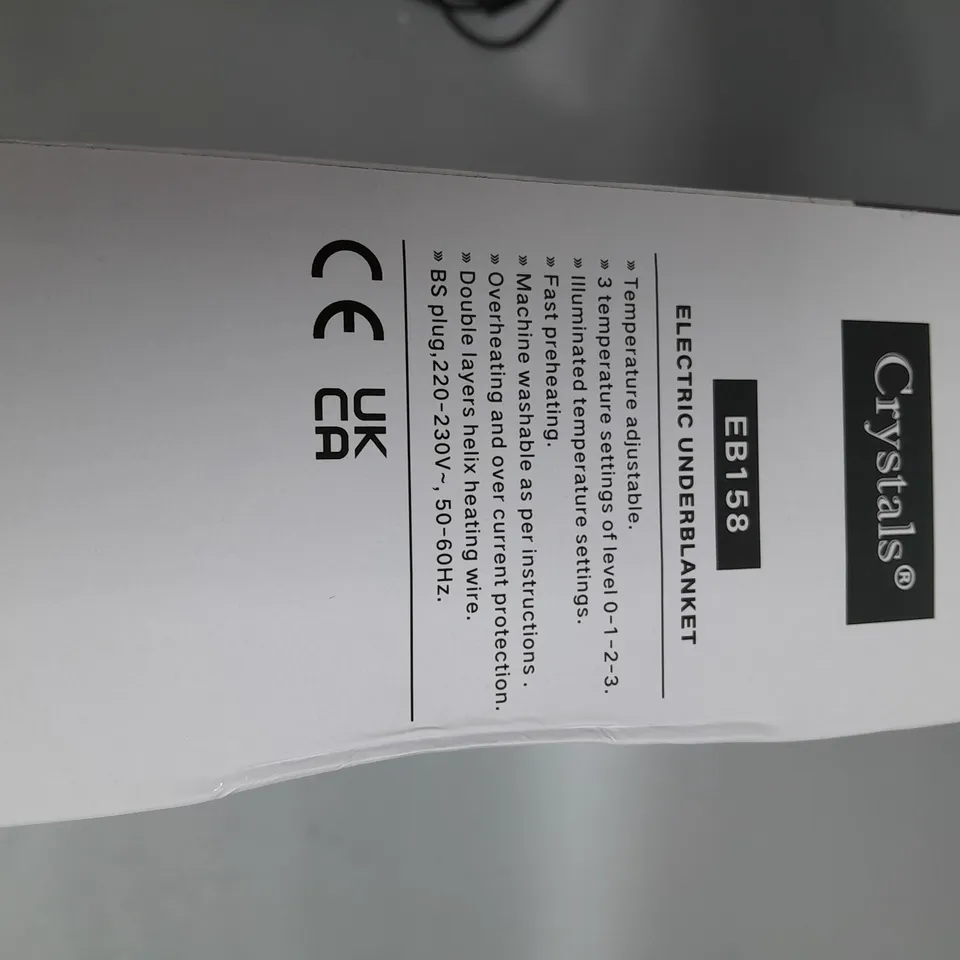 Crystals®
EB158
ELECTRIC UNDERBLANKET
»» Temperature adjustable.
»» 3 temperature settings of level 0-1-2-3.
»» Illuminated temperature settings.
»» Fast preheating.
»» Machine washable as per instructions .
»» Overheating and over current protection.
»» Double layers helix heating wire.
»» BS plug,220-230V~, 50-60Hz.
CE UK
CA